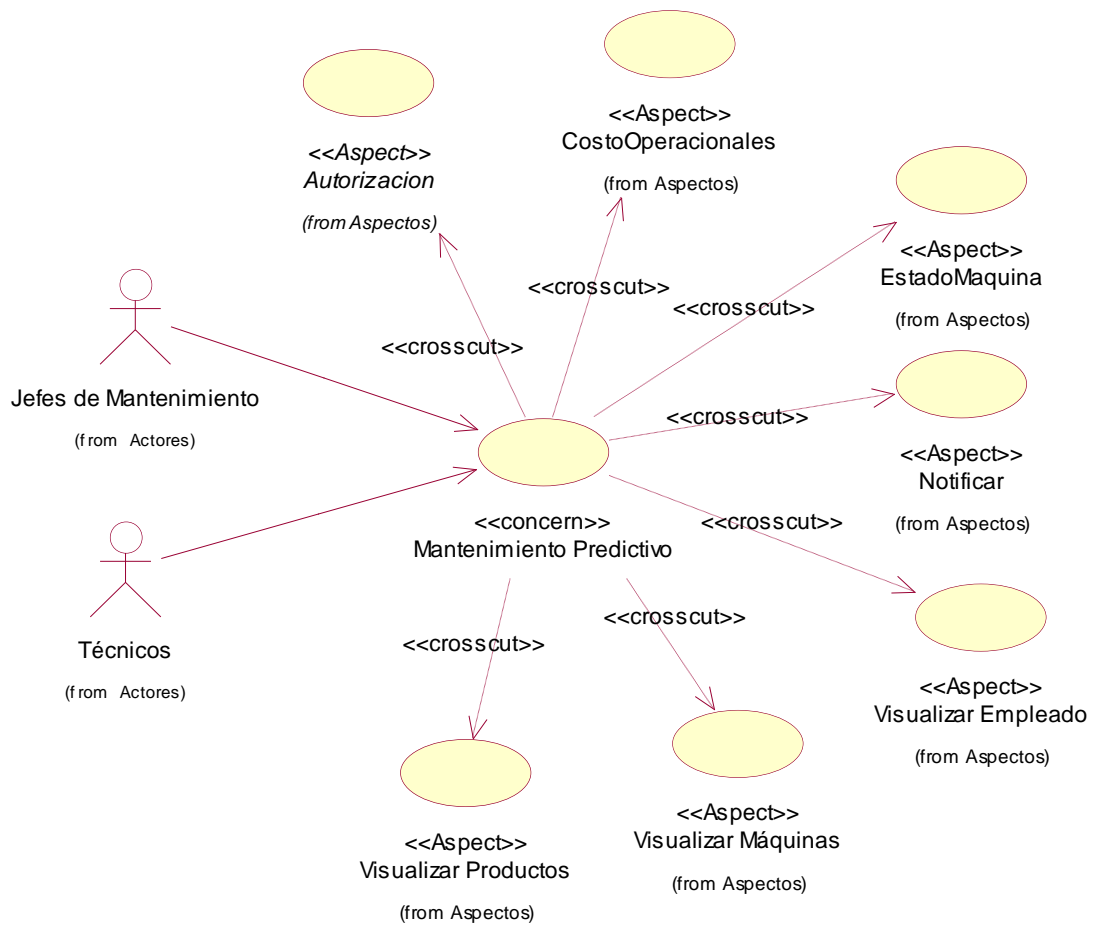 <<Aspect>>
CostoOperacionales
(from Aspectos)
<<Aspect>>
Autorizacion
(from Aspectos)
<<Aspect>>
EstadoMaquina
(from Aspectos)
<<crosscut>>
<<crosscut>>
<<crosscut>>
Jefes de Mantenimiento
(from Actores)
<<crosscut>>
<<Aspect>>
Notificar
(from Aspectos)
<<concern>>
Mantenimiento Predictivo
<<crosscut>>
Técnicos
(from Actores)
<<crosscut>>
<<crosscut>>
<<Aspect>>
Visualizar Empleado
(from Aspectos)
<<Aspect>>
Visualizar Máquinas
(from Aspectos)
<<Aspect>>
Visualizar Productos
(from Aspectos)